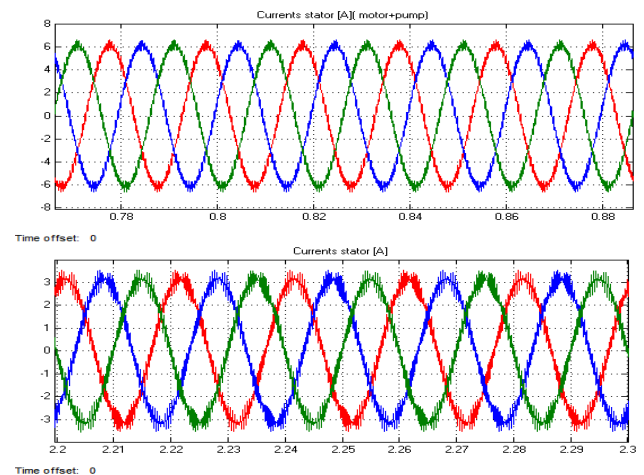 Currents stator [A]( motor+pump)
8
6
4
2
0
-2
-4
-6
-8
0.78 0.8 0.82 0.84 0.86 0.88
Time offset: 0
Currents stator [A]
3
2
1
0
-1
-2
-3
2.2 2.21 2.22 2.23 2.24 2.25 2.26 2.27 2.28 2.29 2.3
Time offset: 0